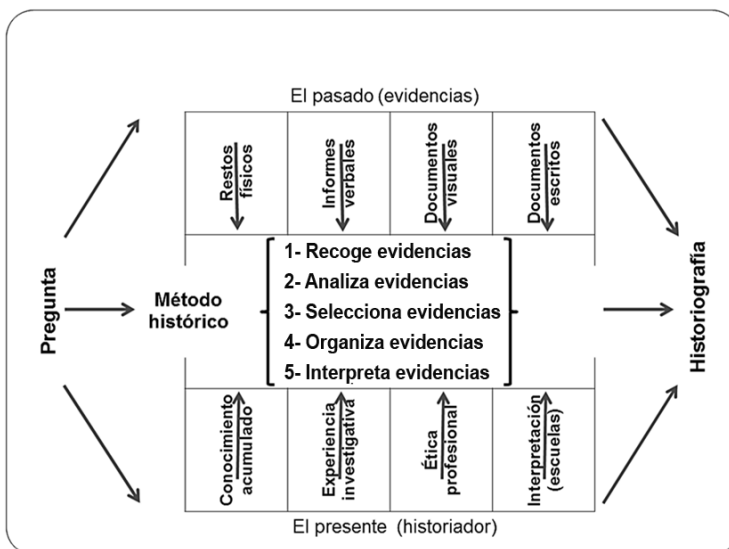 El pasado (evidencias)
Restos
físicos
Informes
verbales
Documentos
visuales
Documentos
escritos
Pregunta
Método
histórico
1- Recoge evidencias
2- Analiza evidencias
3- Selecciona evidencias
4- Organiza evidencias
5- Interpreta evidencias
Historiografía
Conocimiento
acumulado
Experiencia
investigativa
Ética
profesional
Interpretación
(escuelas)
El presente (historiador)